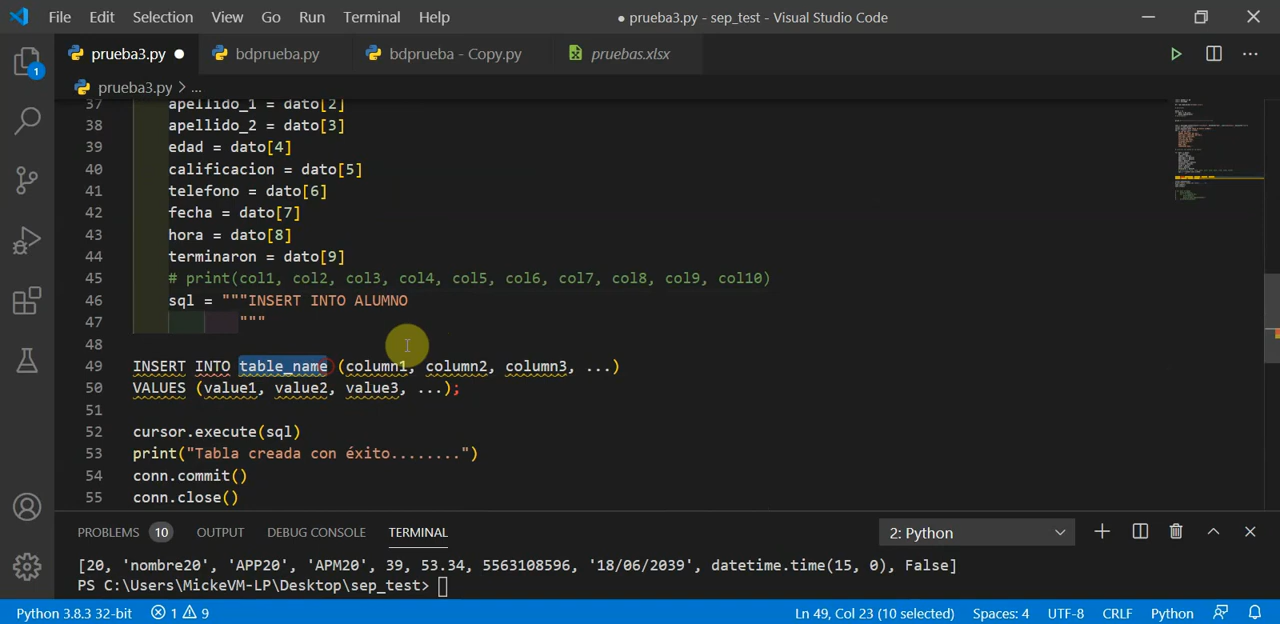 File Edit Selection View Go Run Terminal Help ● prueba3.py - sep_test - Visual Studio Code
prueba3.py ● bdprueba.py bdprueba - Copy.py pruebas.xlsx
prueba3.py > ...
37 apellido_1 = dato[2]
38 apellido_2 = dato[3]
39 edad = dato[4]
40 calificacion = dato[5]
41 telefono = dato[6]
42 fecha = dato[7]
43 hora = dato[8]
44 terminaron = dato[9]
45 # print(col1, col2, col3, col4, col5, col6, col7, col8, col9, col10)
46 sql = """INSERT INTO ALUMNO
47 """
48
49 INSERT INTO table_name (column1, column2, column3, ...)
50 VALUES (value1, value2, value3, ...);
51
52 cursor.execute(sql)
53 print("Tabla creada con éxito........")
54 conn.commit()
55 conn.close()
PROBLEMS 10 OUTPUT DEBUG CONSOLE TERMINAL 2: Python
[20, 'nombre20', 'APP20', 'APM20', 39, 53.34, 5563108596, '18/06/2039', datetime.time(15, 0), False]
PS C:\Users\MickeVM-LP\Desktop\sep_test>
Python 3.8.3 32-bit 1 9 Ln 49, Col 23 (10 selected) Spaces: 4 UTF-8 CRLF Python